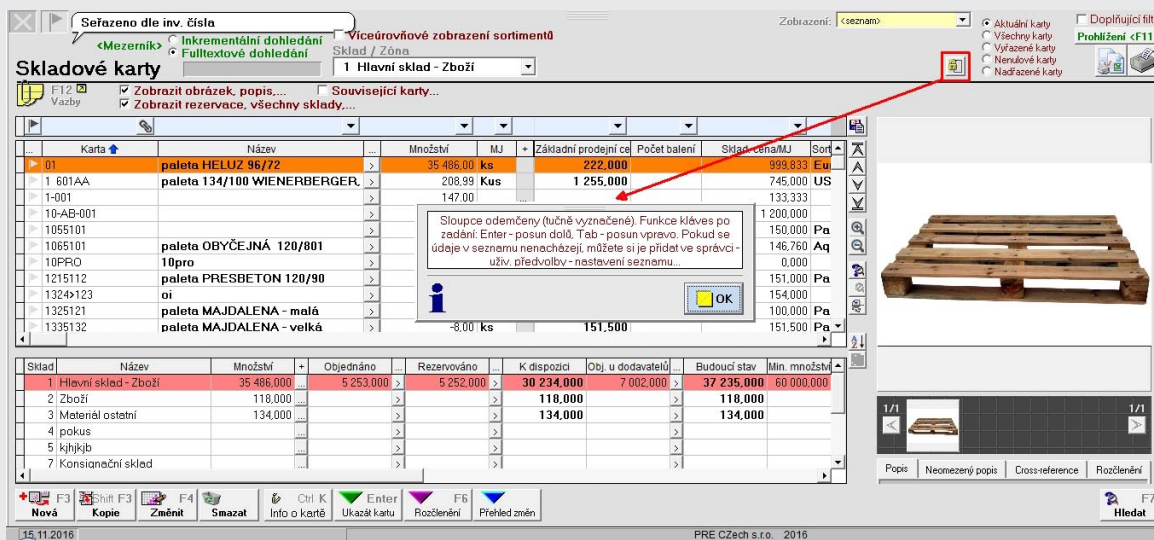 Seřazeno dle inv. čísla
Zobrazení: <seznam>
Aktuální karty
Všechny karty
Vyřazené karty
Nenulové karty
Nadřazené karty
Doplňující filt
Prohlížení <F11
<Mezerník>
Inkrementální dohledání
Fulltextové dohledání
Víceúrovňové zobrazení sortimentů
Sklad / Zóna
1 Hlavní sklad - Zboží
Skladové karty
F12
Vazby
Zobrazit obrázek, popis,...
Související karty...
Zobrazit rezervace, všechny sklady,...
... Karta Název ... Množství MJ + Základní prodejní ce Počet balení Sklad. cena/MJ Sort
01 paleta HELUZ 96/72 > 35 486,00 ks 222,000 999,833 Eu
1 601AA paleta 134/100 WIENERBERGER, > 208,99 Kus 1 255,000 745,000 US
1-001 > 147,00 ... 133,333
10-AB-001 > 1 200,000
1055101 > 150,000 Pa
1065101 paleta OBYČEJNÁ 120/801 > 146,760 Aq
10PRO 10pro > 0,000
1215112 paleta PRESBETON 120/90 > 151,000 Pa
1324>123 oi > 154,000
1325121 paleta MAJDALENA - malá > 100,000 Pa
1335132 paleta MAJDALENA - velká > -8,00 ks 151,500 151,500 Pa
Sloupce odemčeny (tučně vyznačené). Funkce kláves po
zadání: Enter - posun dolů, Tab - posun vpravo. Pokud se
údaje v seznamu nenacházejí, můžete si je přidat ve správci -
uživ. předvolby - nastavení seznamu...
OK
Sklad Název Množství + Objednáno ... Rezervováno ... K dispozici Obj. u dodavatelů ... Budoucí stav Min. množství
1 Hlavní sklad - Zboží 35 486,000 ... 5 253,000 > 5 252,000 > 30 234,000 7 002,000 > 37 235,000 60 000,000
2 Zboží 118,000 ... > > 118,000 > 118,000
3 Materiál ostatní 134,000 ... > > 134,000 > 134,000
4 pokus ... > > >
5 kjhjkjb ... > > >
7 Konsignační sklad ... > > >
1/1
1/1
Popis Neomezený popis Cross-reference Rozčlenění
F3 Nová
Shift F3 Kopie
F4 Změnit
Smazat
Ctrl K Info o kartě
Enter Ukázát kartu
F6 Rozčlenění
Přehled změn
F7 Hledat
15.11.2016
PRE CZech s.r.o. 2016